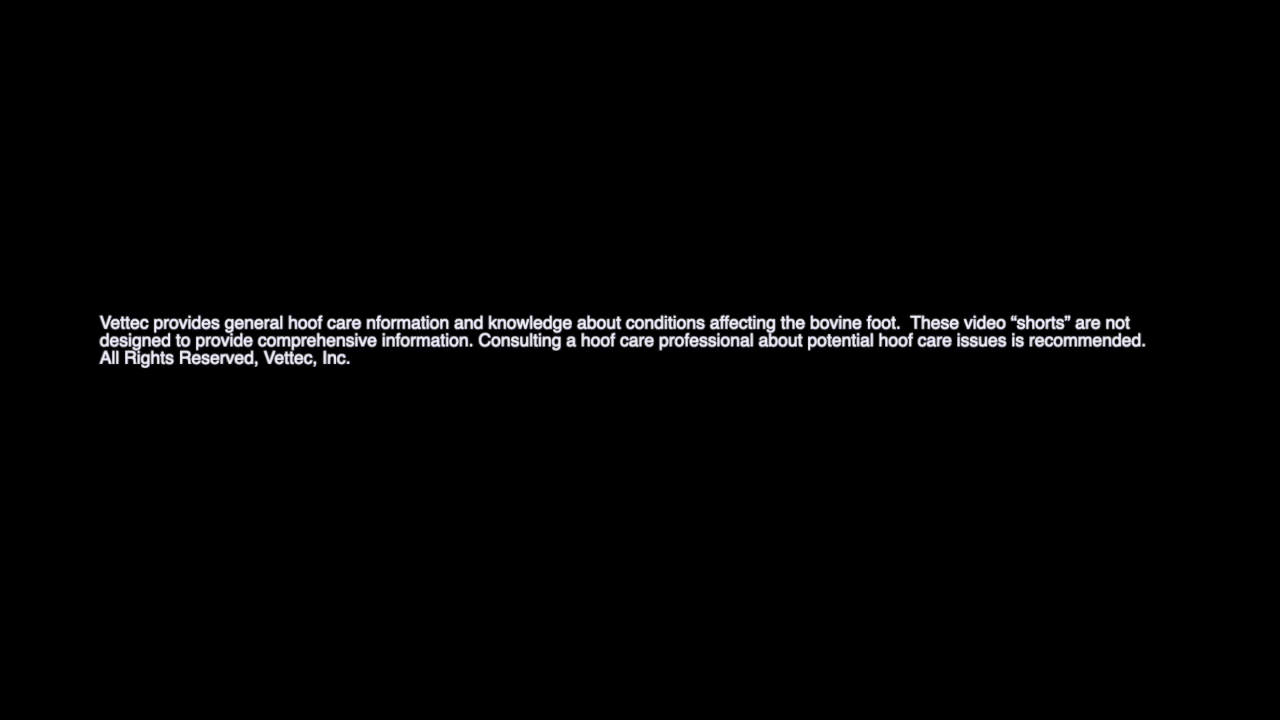 Vettec provides general hoof care nformation and knowledge about conditions affecting the bovine foot.  These video “shorts” are not
designed to provide comprehensive information. Consulting a hoof care professional about potential hoof care issues is recommended.
All Rights Reserved, Vettec, Inc.